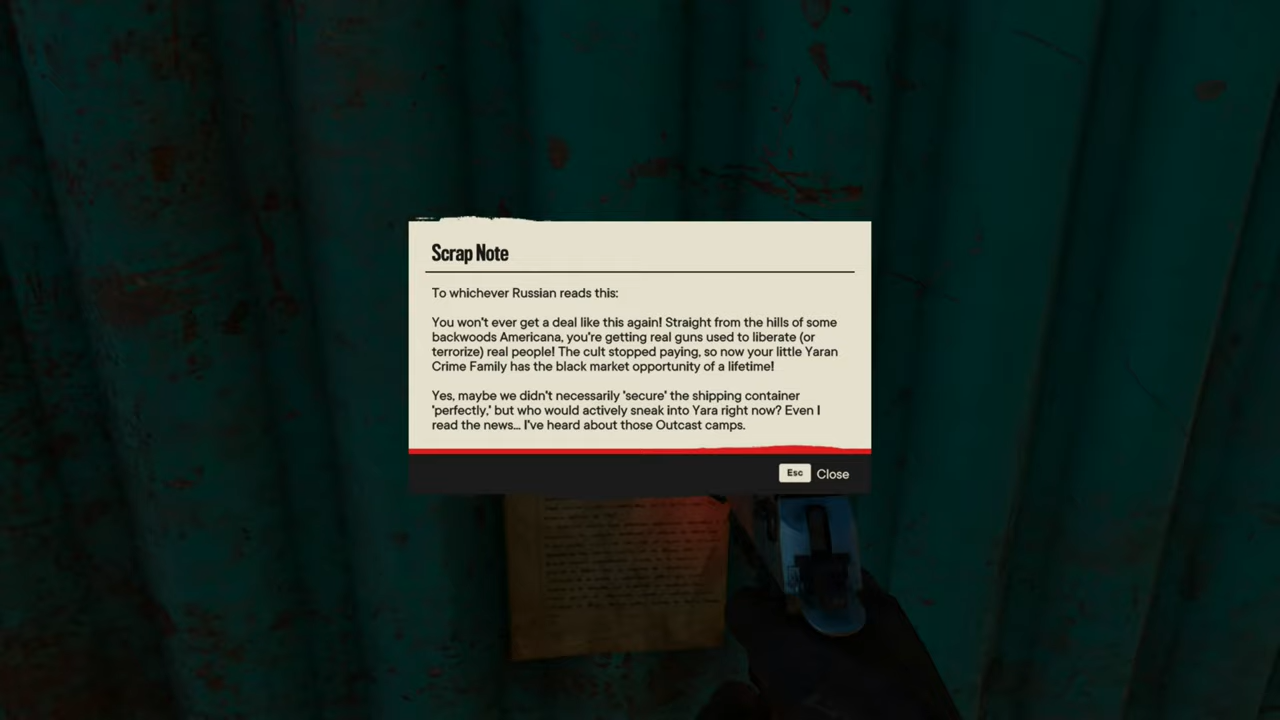 Scrap Note
To whichever Russian reads this:
You won't ever get a deal like this again! Straight from the hills of some
backwoods Americana, you're getting real guns used to liberate (or
terrorize) real people! The cult stopped paying, so now your little Yaran
Crime Family has the black market opportunity of a lifetime!
Yes, maybe we didn't necessarily 'secure' the shipping container
'perfectly,' but who would actively sneak into Yara right now? Even I
read the news... I've heard about those Outcast camps.
Esc Close